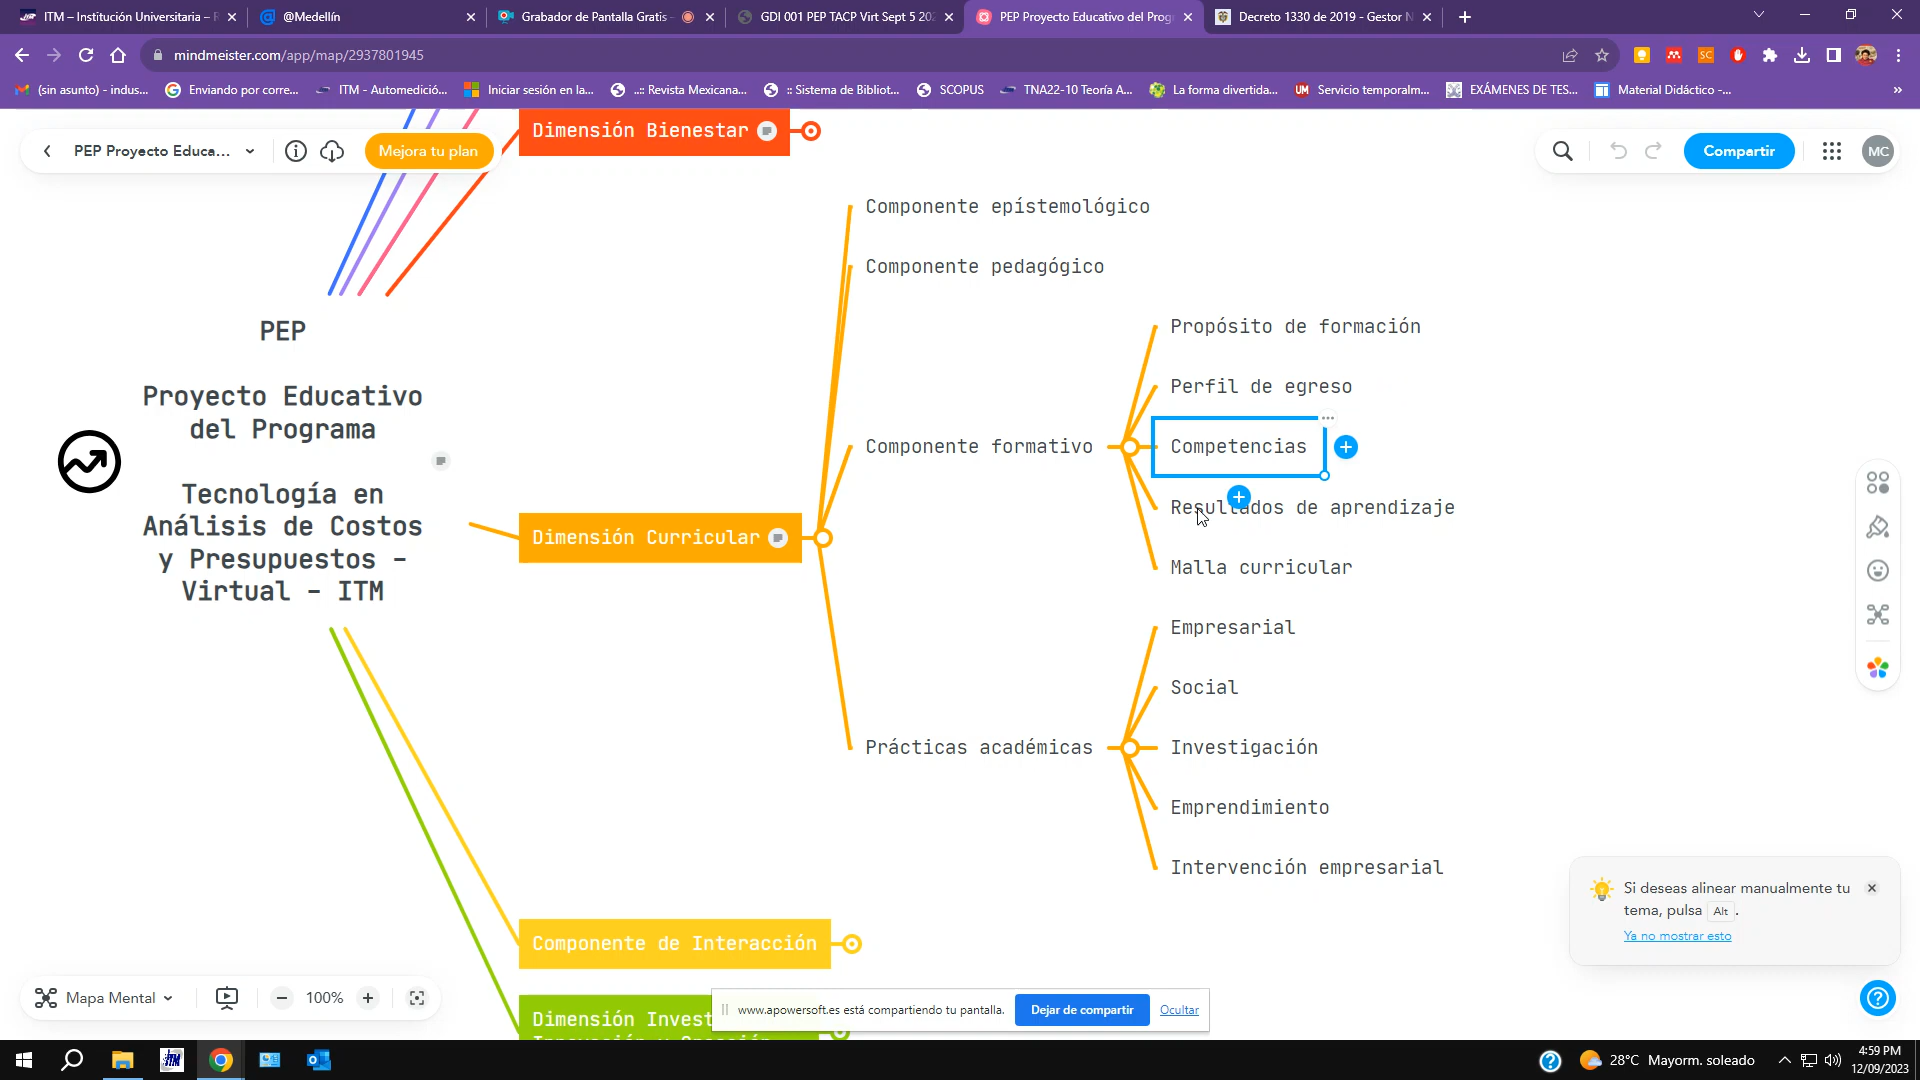 ITM – Institución Universitaria – R
@Medellín
Grabador de Pantalla Gratis -
GDI 001 PEP TACP Virt Sept 5 202
PEP Proyecto Educativo del Prog
Decreto 1330 de 2019 - Gestor N
mindmeister.com/app/map/2937801945
(sin asunto) - indus...
Enviando por corre...
ITM - Automedició...
Iniciar sesión en la...
..:: Revista Mexicana...
:: Sistema de Bibliot...
SCOPUS
TNA22-10 Teoría A...
La forma divertida...
Servicio temporalm...
EXÁMENES DE TES...
Material Didáctico -...
PEP Proyecto Educa...
Mejora tu plan
Compartir
MC
Dimensión Bienestar
Componente epístemológico
Componente pedagógico
Propósito de formación
PEP
Perfil de egreso
Proyecto Educativo
del Programa
Componente formativo
Competencias
Tecnología en
Análisis de Costos
y Presupuestos -
Virtual - ITM
Resultados de aprendizaje
Dimensión Curricular
Malla curricular
Empresarial
Social
Prácticas académicas
Investigación
Emprendimiento
Intervención empresarial
Si deseas alinear manualmente tu
tema, pulsa Alt .
Ya no mostrar esto
Componente de Interacción
Mapa Mental
100%
Dimensión Invest
www.apowersoft.es está compartiendo tu pantalla.
Dejar de compartir
Ocultar
28°C Mayorm. soleado
4:59 PM
12/09/2023